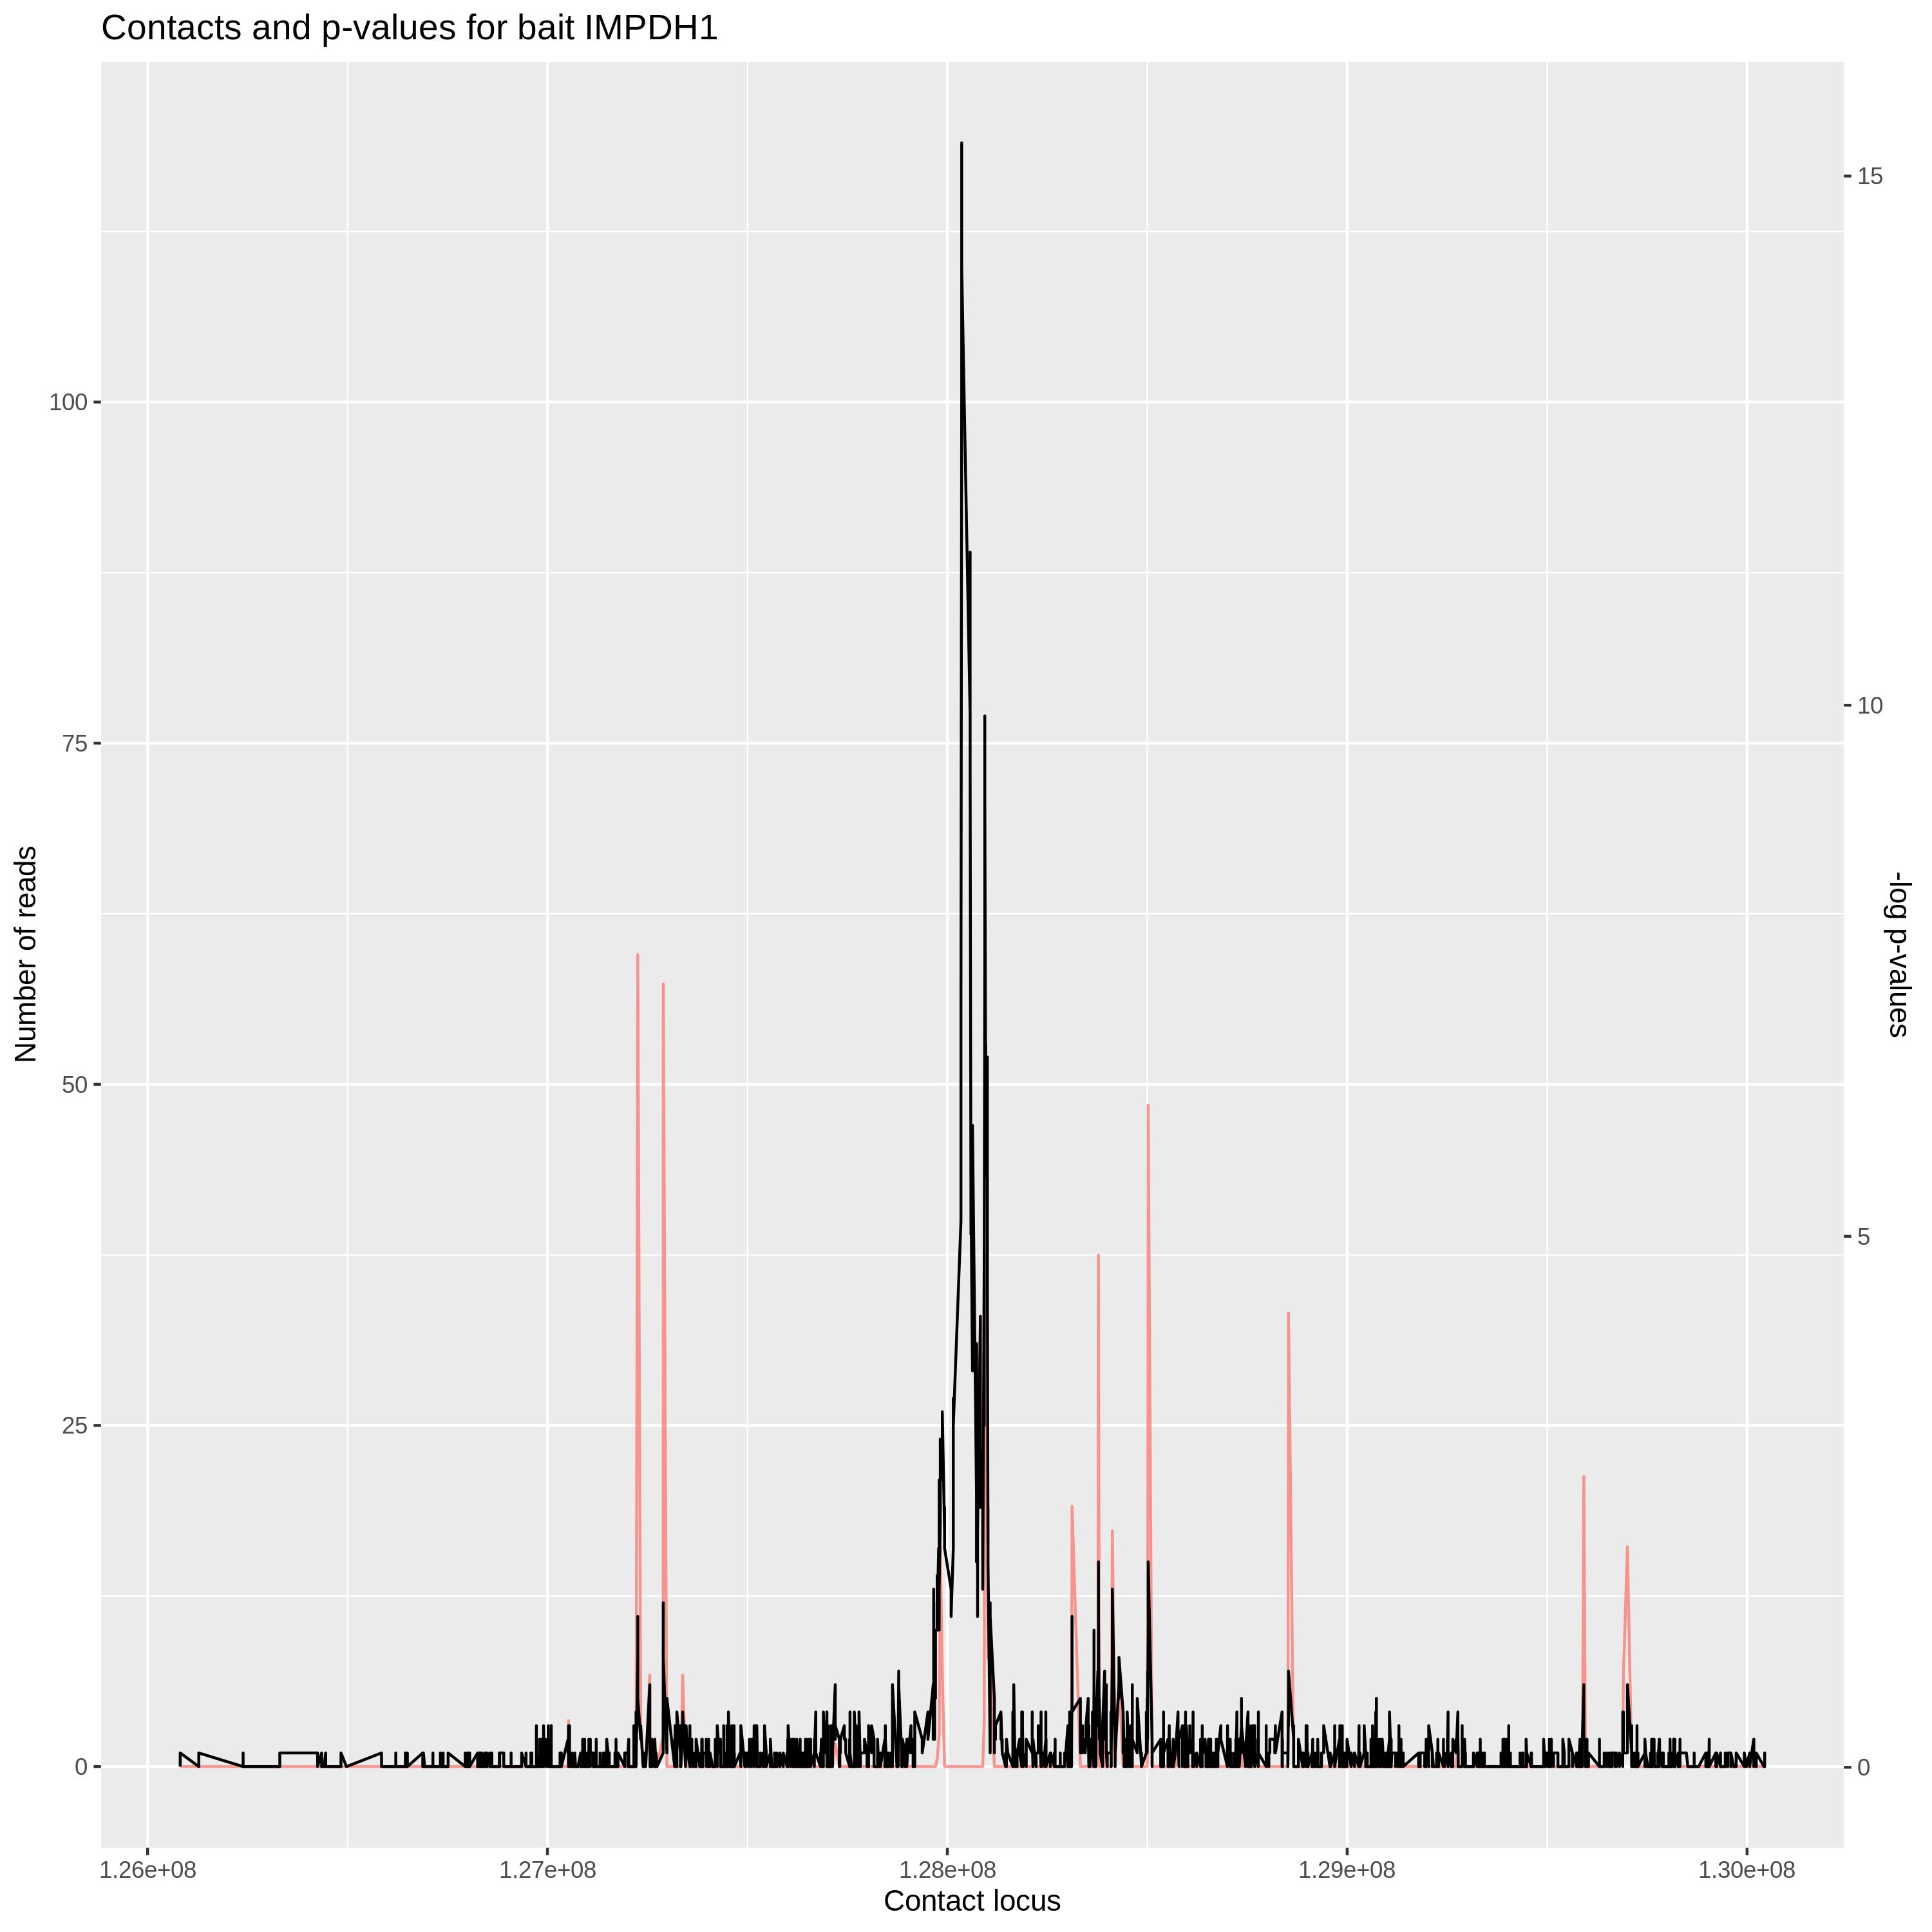 Contacts and p-values for bait IMPDH1
15
100
10
75
Number of reads
-log p-values
50
5
25
0
0
1.26e+08
1.27e+08
1.28e+08
1.29e+08
1.30e+08
Contact locus